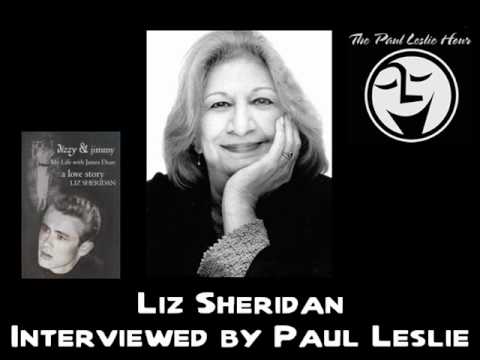 The Paul Leslie Hour
Dizzy & jimmy
My Life with James Dean
a love story
LIZ SHERIDAN
Liz Sheridan
Interviewed by Paul Leslie